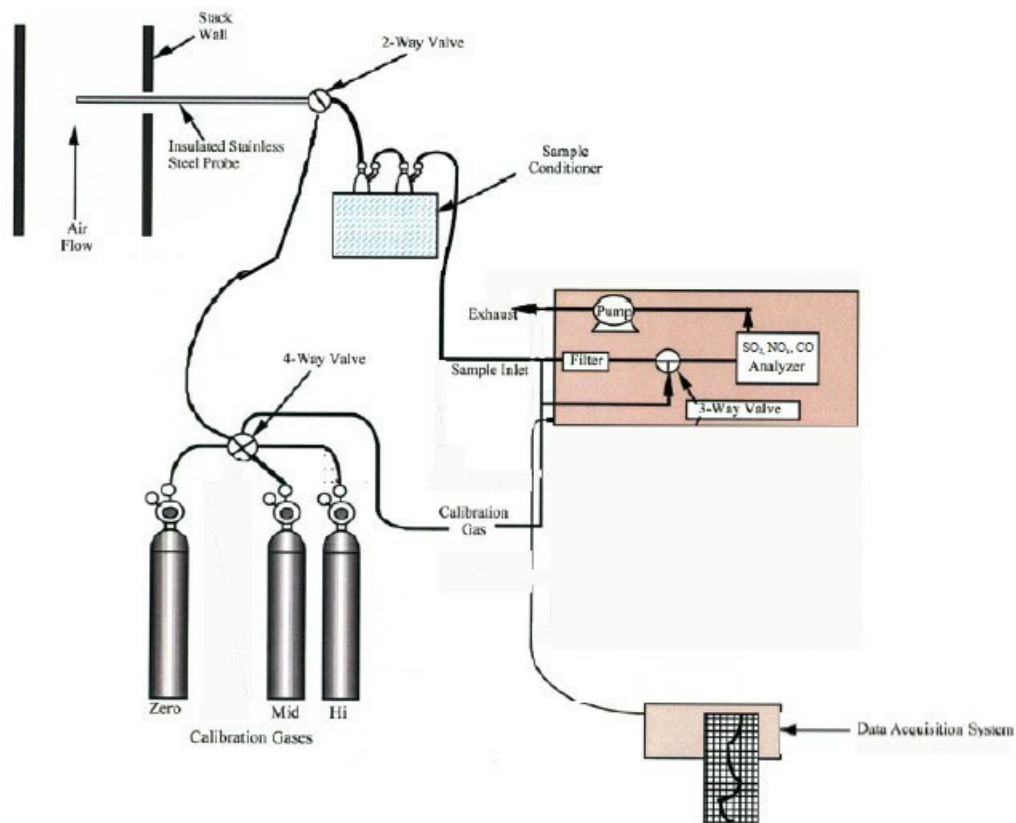 Stack
Wall
2-Way Valve
Insulated Stainless
Steel Probe
Sample
Conditioner
Air
Flow
Exhaust
Pump
SO₂, NOₓ, CO
Analyzer
Filter
Sample Inlet
3-Way Valve
4-Way Valve
Calibration
Gas
Zero
Mid
Hi
Calibration Gases
Data Acquisition System